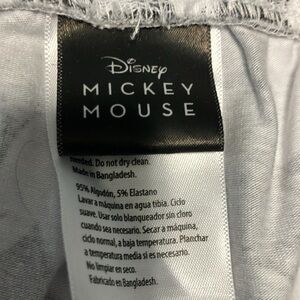 Disney
MICKEY
MOUSE
needed. Do not dry clean.
Made in Bangladesh.
95% Algodón, 5% Elastano
Lavar a máquina en agua tibia. Ciclo
suave. Usar solo blanqueador sin cloro
cuando sea necesario. Secar a máquina,
ciclo normal, a baja temperatura. Planchar
a temperatura media si es necesario.
No limpiar en seco.
Fabricado en Bangladesh.